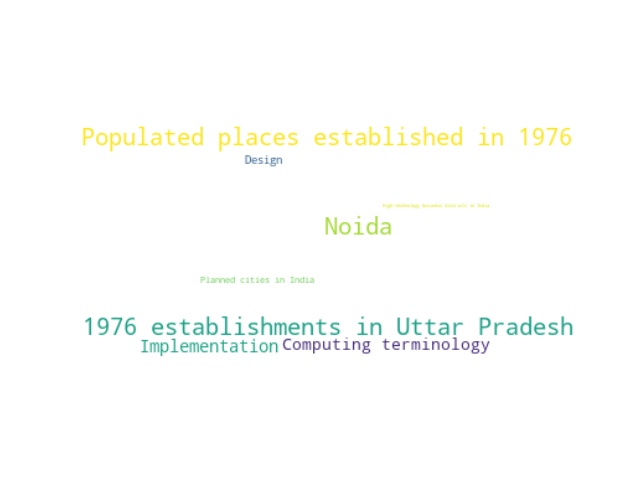 Populated places established in 1976
Design
High-technology business districts in India
Noida
Planned cities in India
1976 establishments in Uttar Pradesh
Implementation
Computing terminology